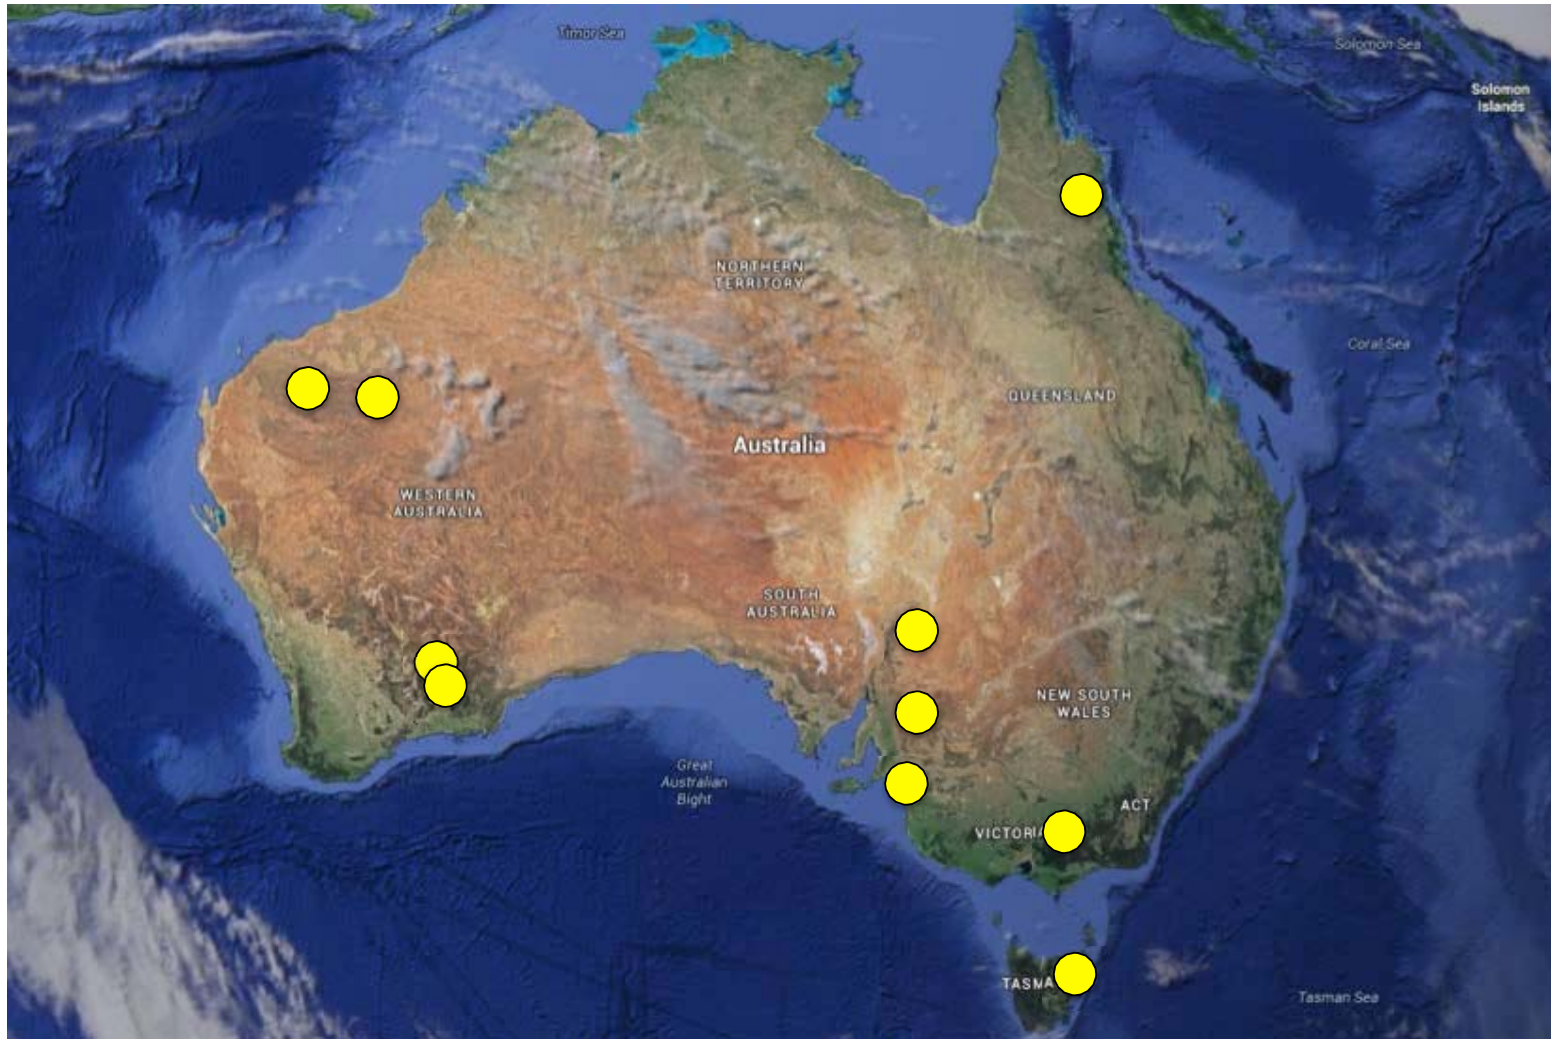 Timor Sea
Solomon Sea
Solomon
Islands
NORTHERN
TERRITORY
Coral Sea
QUEENSLAND
Australia
WESTERN
AUSTRALIA
SOUTH
AUSTRALIA
NEW SOUTH
WALES
Great
Australian
Bight
ACT
VICTORIA
TASMA
Tasman Sea